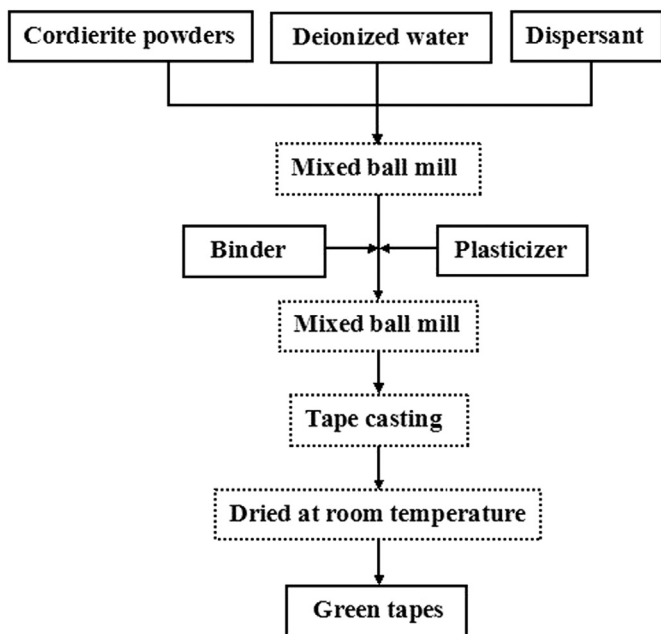 Cordierite powders
Deionized water
Dispersant
Mixed ball mill
Binder
Plasticizer
Mixed ball mill
Tape casting
Dried at room temperature
Green tapes